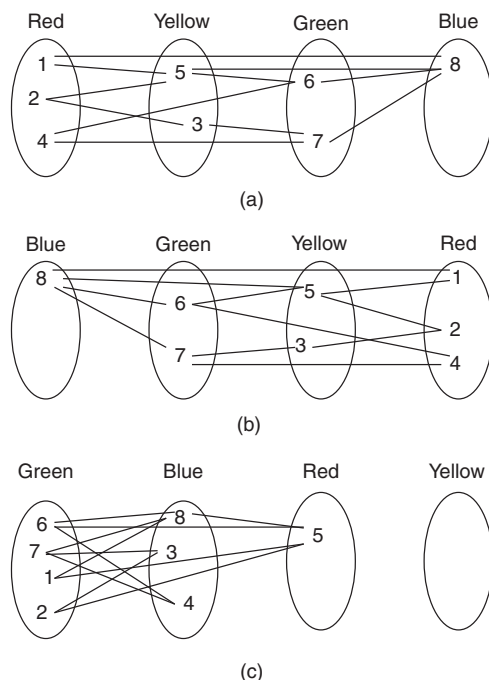 Red Yellow Green Blue
1 5 6 8
2 3 7
4
(a)
Blue Green Yellow Red
8 6 5 1
7 3 2
4
(b)
Green Blue Red Yellow
6 8 5
7 3
1 4
2
(c)